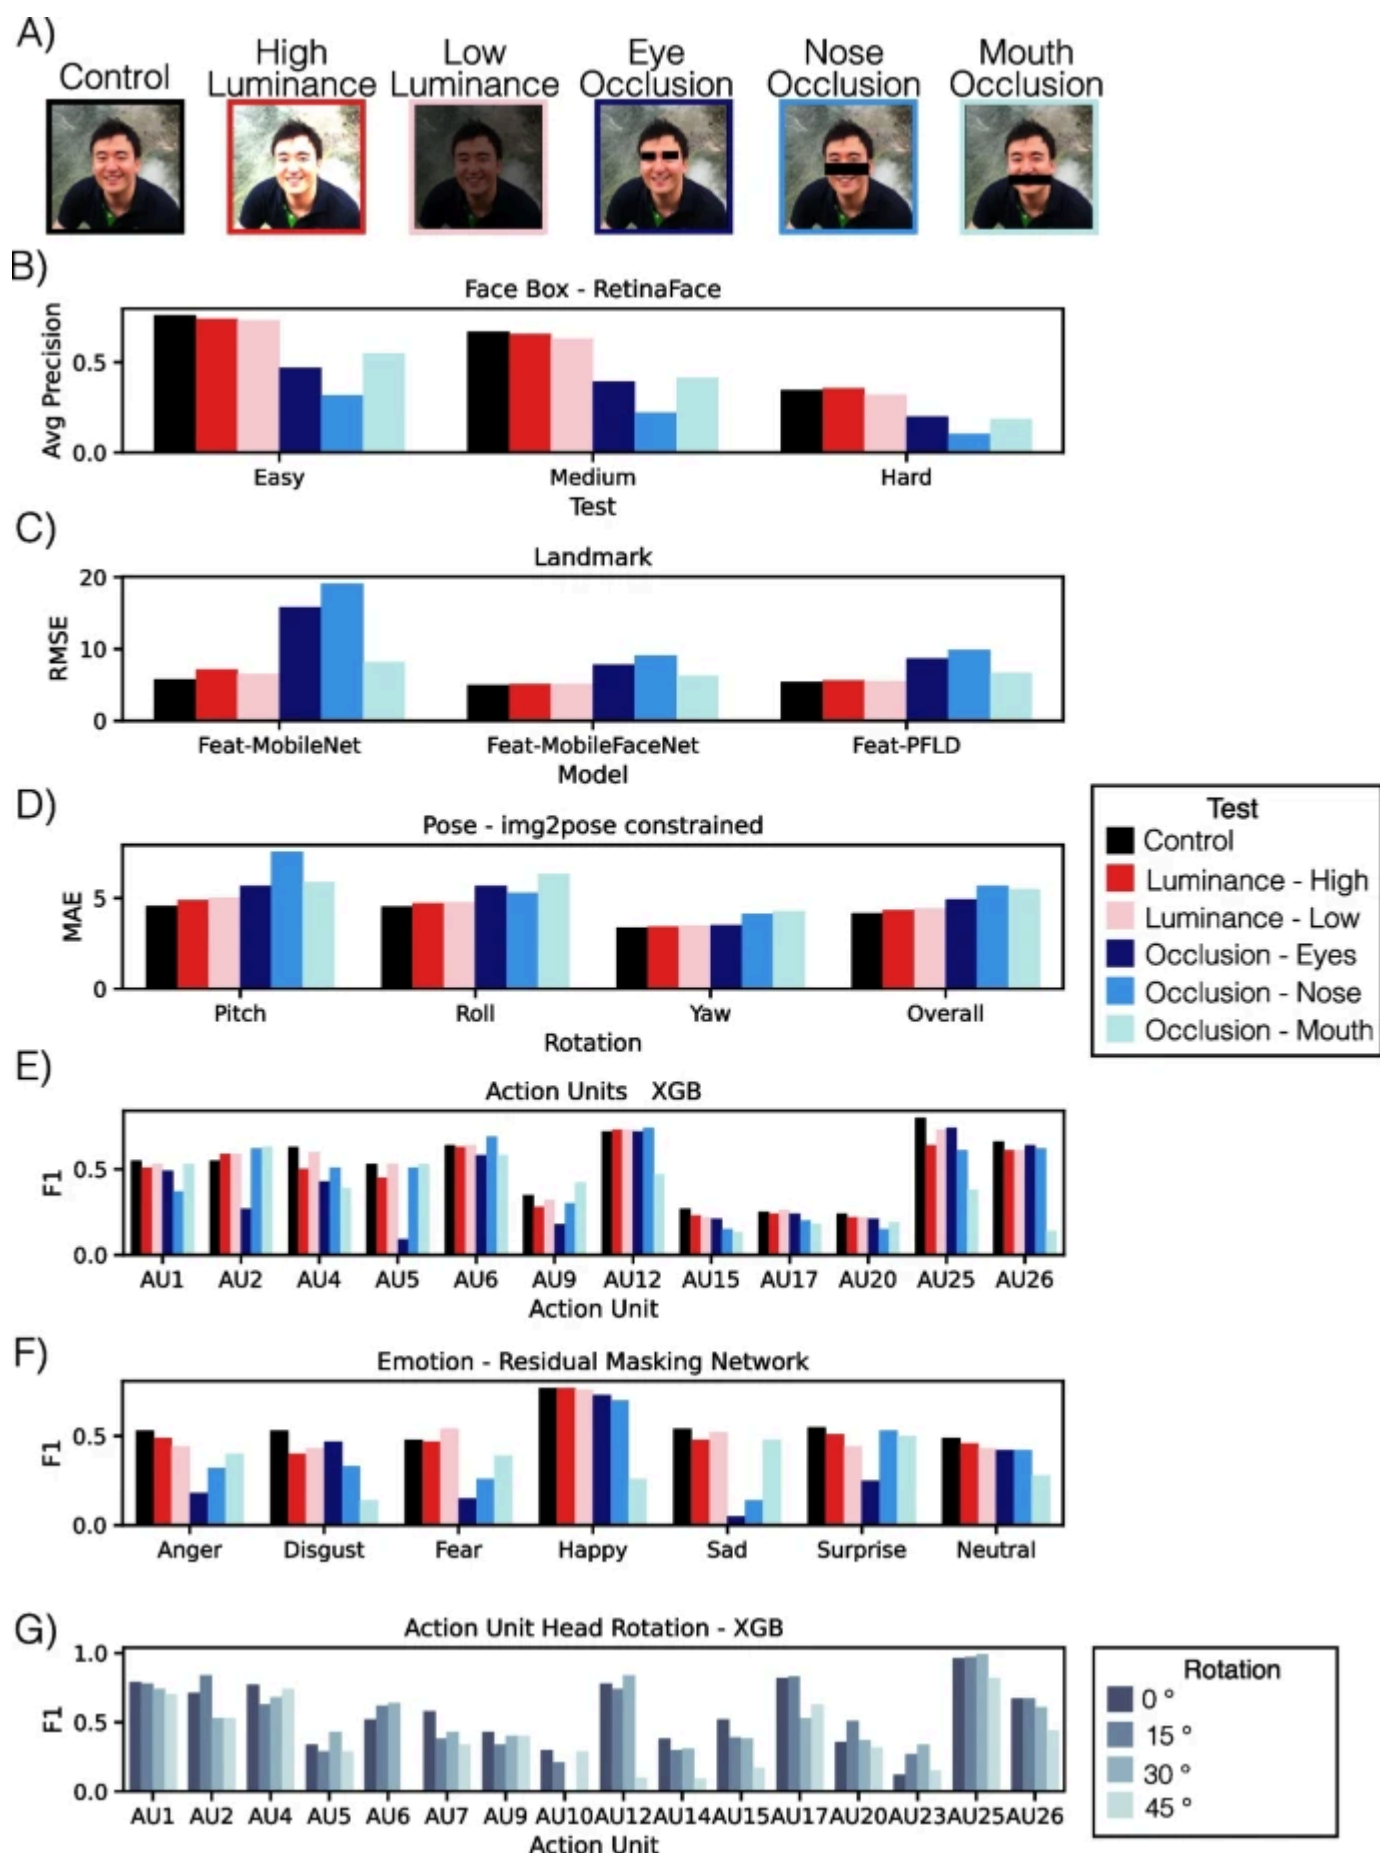 A)
Control
High
Luminance
Low
Luminance
Eye
Occlusion
Nose
Occlusion
Mouth
Occlusion
B)
Face Box - RetinaFace
Avg Precision
0.5
0.0
Easy Medium Hard
Test
C)
Landmark
RMSE
20
10
0
Feat-MobileNet Feat-MobileFaceNet Feat-PFLD
Model
D)
Pose - img2pose constrained
MAE
5
0
Pitch Roll Yaw Overall
Rotation
Test
Control
Luminance - High
Luminance - Low
Occlusion - Eyes
Occlusion - Nose
Occlusion - Mouth
E)
Action Units XGB
F1
0.5
0.0
AU1 AU2 AU4 AU5 AU6 AU9 AU12 AU15 AU17 AU20 AU25 AU26
Action Unit
F)
Emotion - Residual Masking Network
F1
0.5
0.0
Anger Disgust Fear Happy Sad Surprise Neutral
G)
Action Unit Head Rotation - XGB
F1
1.0
0.5
0.0
AU1 AU2 AU4 AU5 AU6 AU7 AU9 AU10 AU12 AU14 AU15 AU17 AU20 AU23 AU25 AU26
Action Unit
Rotation
0 º
15 º
30 º
45 º